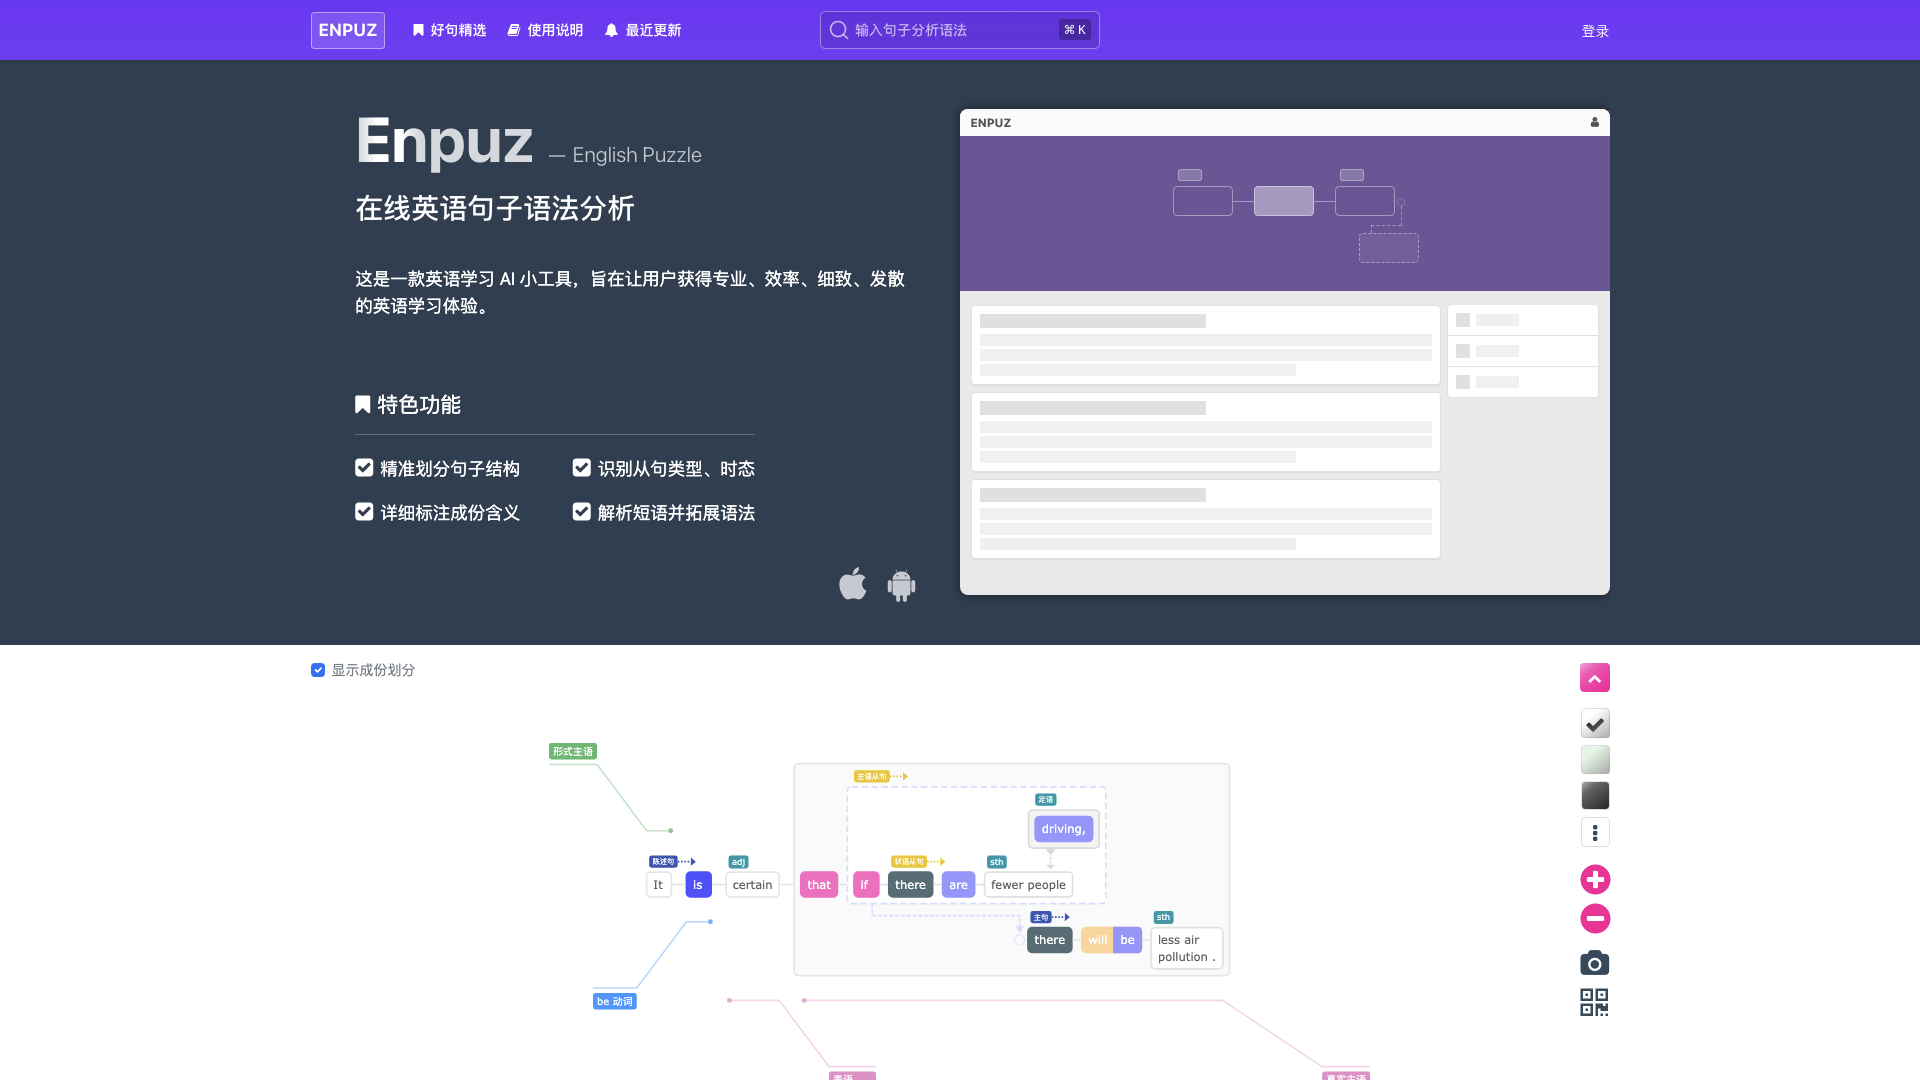 ENPUZ
好句精选
使用说明
最近更新
输入句子分析语法
⌘ K
登录
Enpuz — English Puzzle
在线英语句子语法分析
这是一款英语学习 AI 小工具，旨在让用户获得专业、效率、细致、发散
的英语学习体验。
特色功能
精准划分句子结构
识别从句类型、时态
详细标注成份含义
解析短语并拓展语法
ENPUZ
显示成份划分
形式主语
主语从句
定语
driving,
陈述句
adj
状语从句
sth
It is certain that if there are fewer people
主句
sth
there will be less air
pollution .
be 动词
表语
真实主语